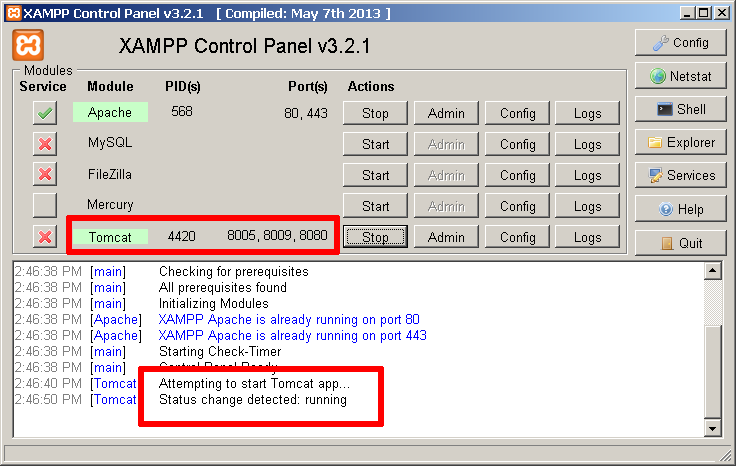 XAMPP Control Panel v3.2.1 [ Compiled: May 7th 2013 ]
XAMPP Control Panel v3.2.1
Config
Modules
Service Module PID(s) Port(s) Actions
Netstat
Apache 568 80, 443 Stop Admin Config Logs
Shell
MySQL Start Admin Config Logs
Explorer
FileZilla Start Admin Config Logs
Services
Mercury Start Admin Config Logs
Help
Tomcat 4420 8005, 8009, 8080 Stop Admin Config Logs
Quit
2:46:38 PM [main] Checking for prerequisites
2:46:38 PM [main] All prerequisites found
2:46:38 PM [main] Initializing Modules
2:46:38 PM [Apache] XAMPP Apache is already running on port 80
2:46:38 PM [Apache] XAMPP Apache is already running on port 443
2:46:38 PM [main] Starting Check-Timer
2:46:38 PM [main] Control Panel Ready
2:46:40 PM [Tomcat Attempting to start Tomcat app...
2:46:50 PM [Tomcat Status change detected: running